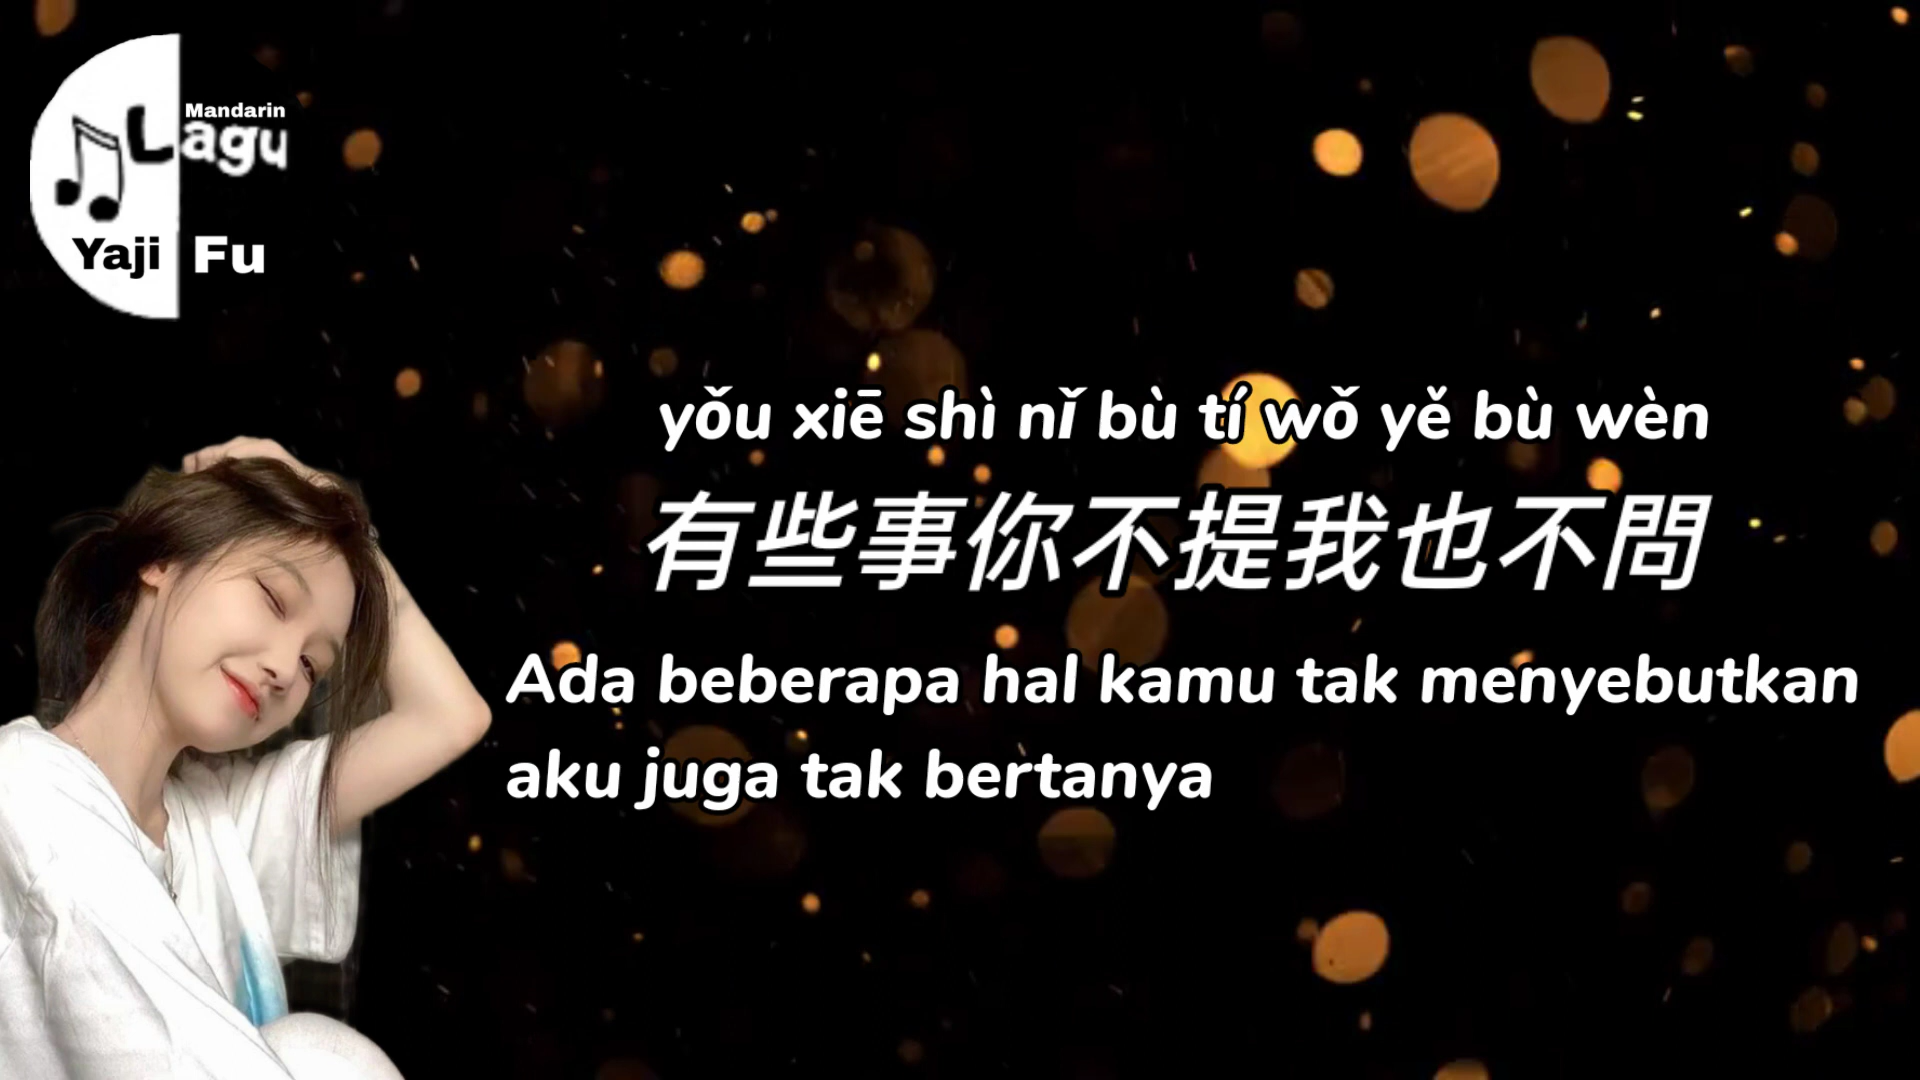 Mandarin
Lagu
Yaji Fu
yǒu xiē shì nǐ bù tí wǒ yě bù wèn
有些事你不提我也不問
Ada beberapa hal kamu tak menyebutkan
aku juga tak bertanya